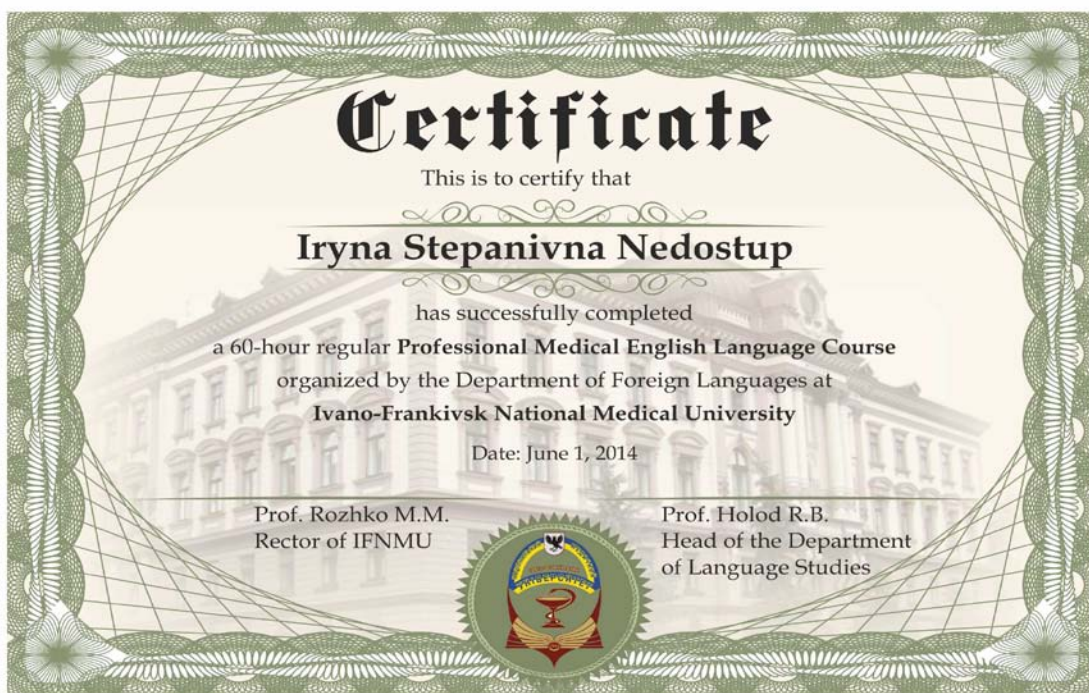 Certificate
This is to certify that
Iryna Stepanivna Nedostup
has successfully completed
a 60-hour regular Professional Medical English Language Course
organized by the Department of Foreign Languages at
Ivano-Frankivsk National Medical University
Date: June 1, 2014
Prof. Rozhko M.M.
Rector of IFNMU
Prof. Holod R.B.
Head of the Department
of Language Studies